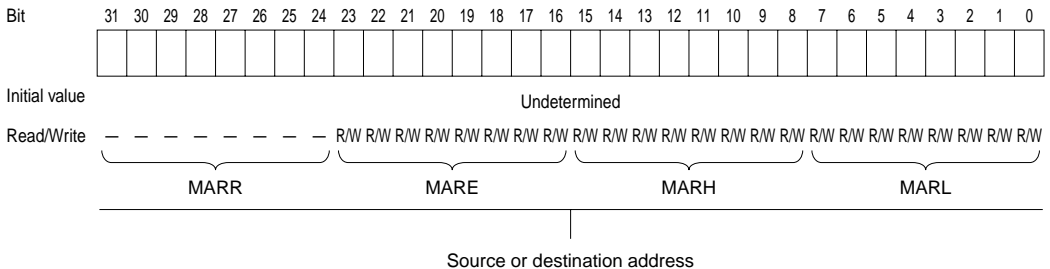 Bit 31 30 29 28 27 26 25 24 23 22 21 20 19 18 17 16 15 14 13 12 11 10 9 8 7 6 5 4 3 2 1 0
Initial value Undetermined
Read/Write — — — — — — — — R/W R/W R/W R/W R/W R/W R/W R/W R/W R/W R/W R/W R/W R/W R/W R/W R/W R/W R/W R/W R/W R/W R/W R/W
MARR MARE MARH MARL
Source or destination address